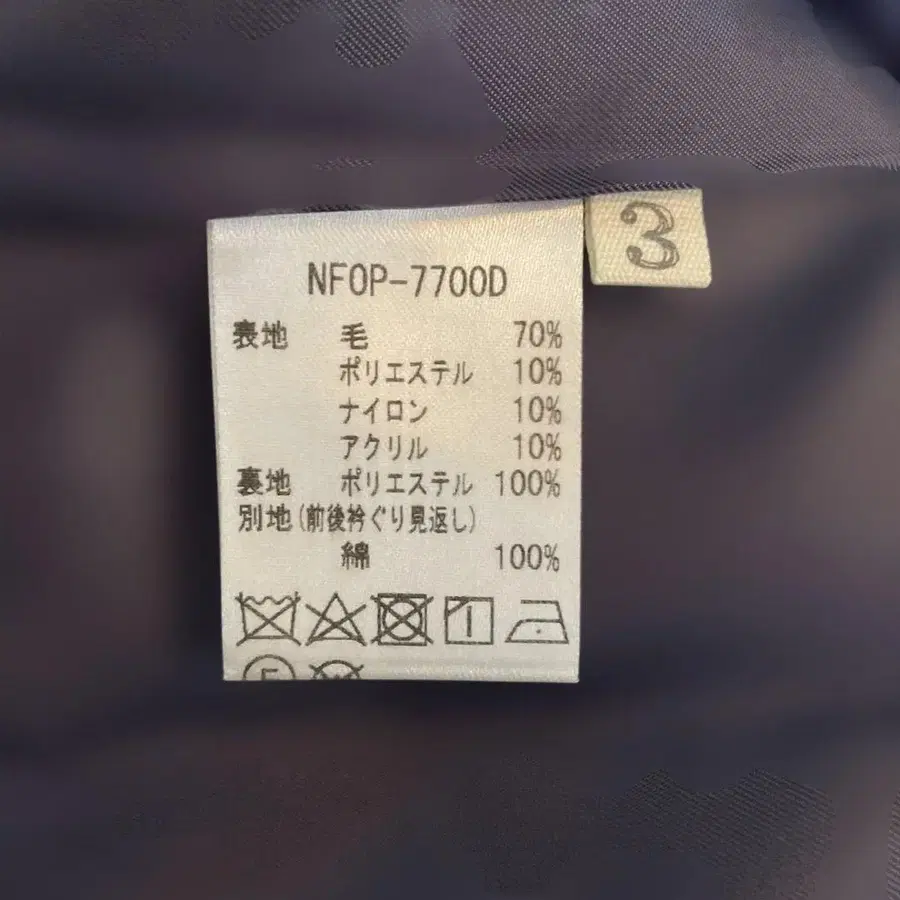 3
NFOP-7700D
表地 毛 70%
ポリエステル 10%
ナイロン 10%
アクリル 10%
裏地 ポリエステル 100%
別地(前後衿ぐり見返し)
綿 100%